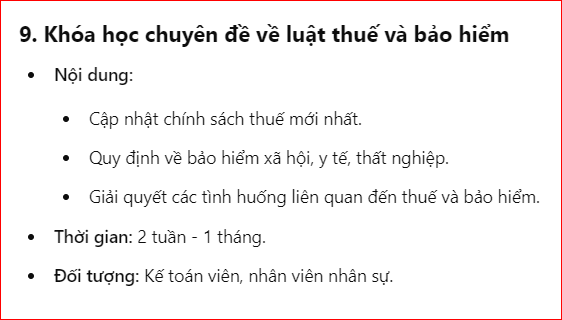 9. Khóa học chuyên đề về luật thuế và bảo hiểm
• Nội dung:
• Cập nhật chính sách thuế mới nhất.
• Quy định về bảo hiểm xã hội, y tế, thất nghiệp.
• Giải quyết các tình huống liên quan đến thuế và bảo hiểm.
• Thời gian: 2 tuần - 1 tháng.
• Đối tượng: Kế toán viên, nhân viên nhân sự.